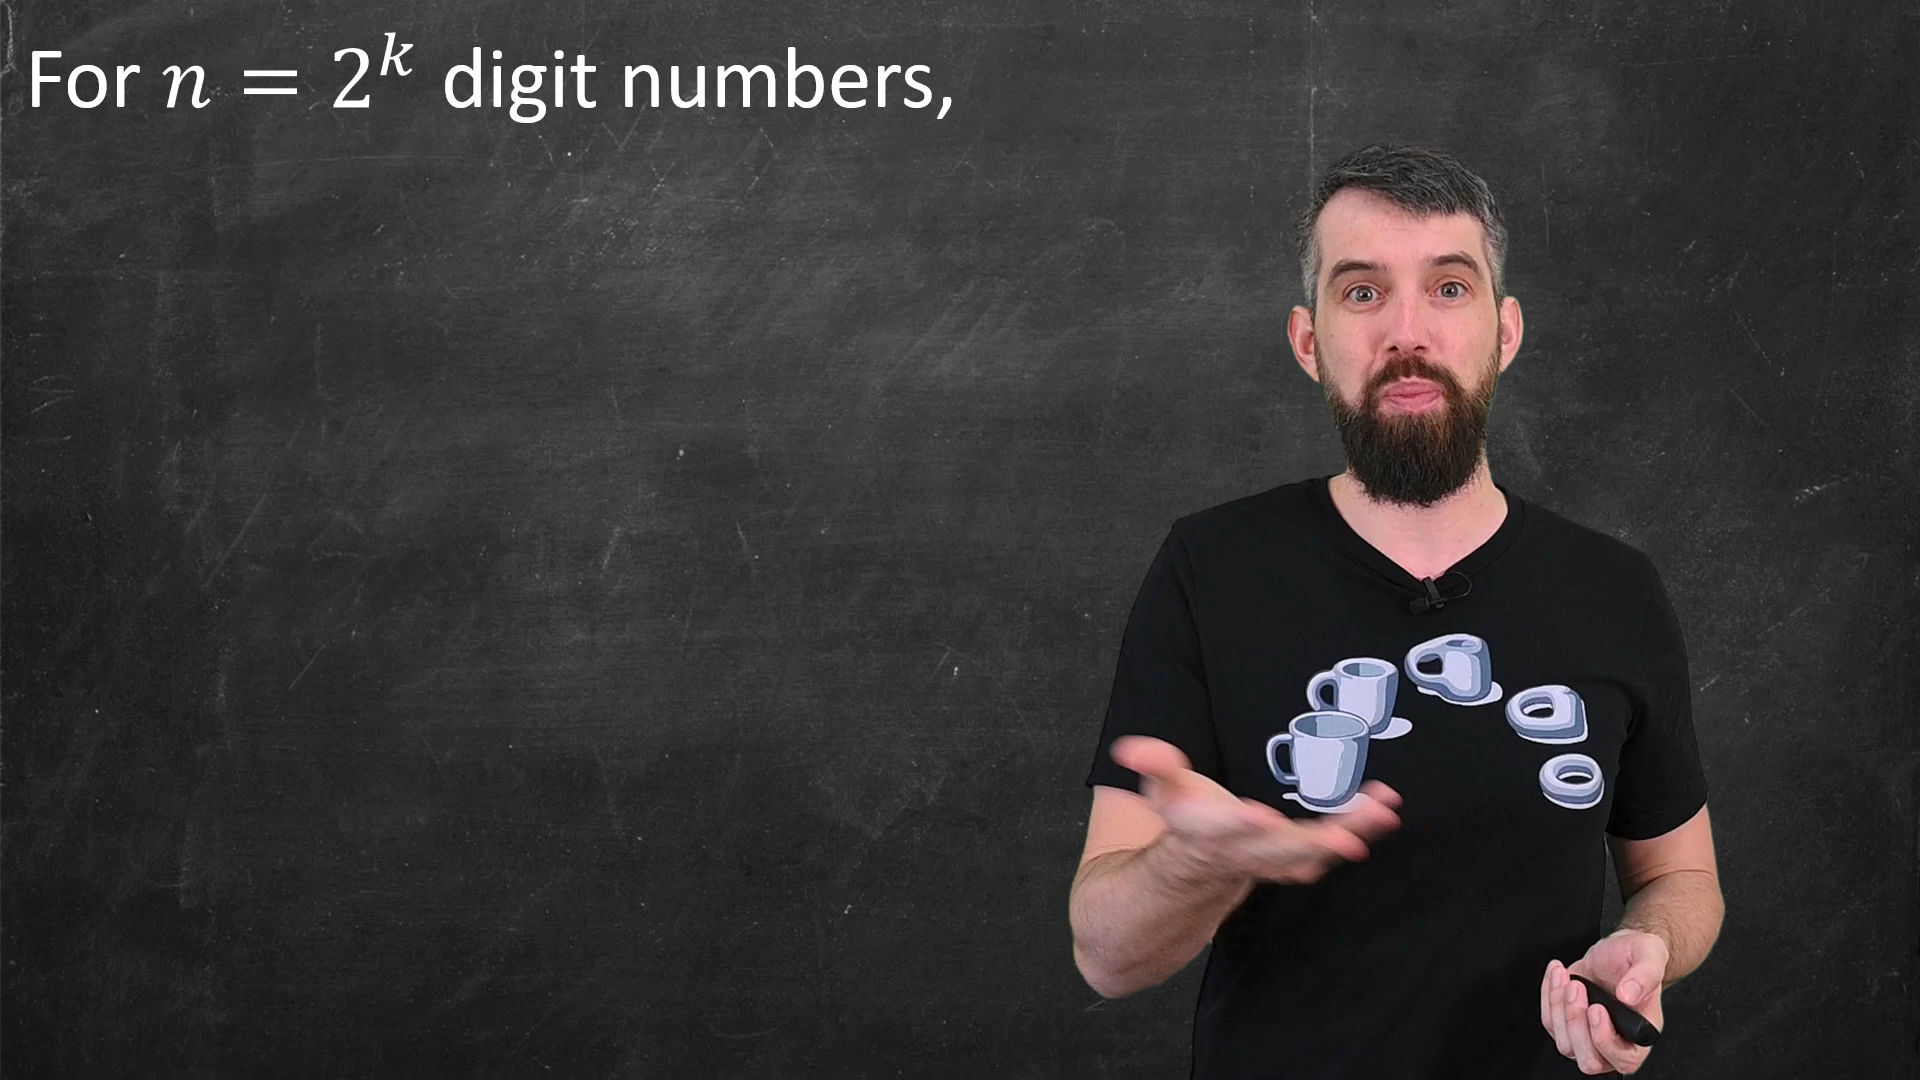 For n = 2^k digit numbers,